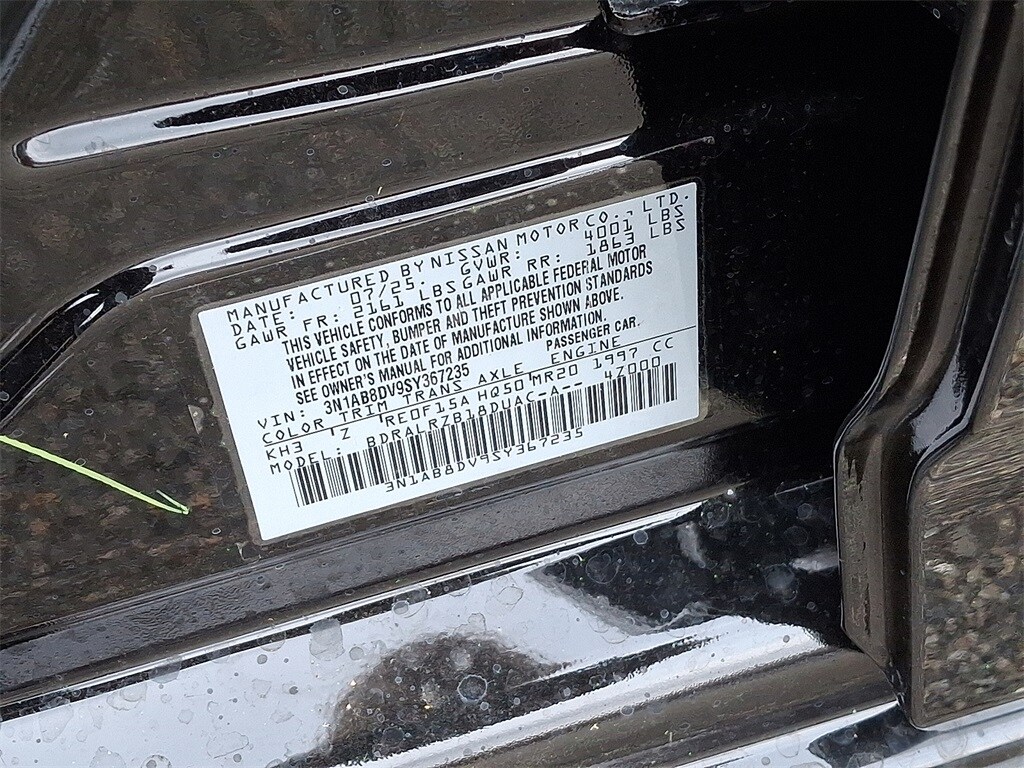 MANUFACTURED BY NISSAN MOTOR CO., LTD.
DATE: 07/25. GVWR: 4001 LBS
GAWR FR: 2161 LBS GAWR RR: 1863 LBS
THIS VEHICLE CONFORMS TO ALL APPLICABLE FEDERAL MOTOR
VEHICLE SAFETY, BUMPER AND THEFT PREVENTION STANDARDS
IN EFFECT ON THE DATE OF MANUFACTURE SHOWN ABOVE.
SEE OWNER'S MANUAL FOR ADDITIONAL INFORMATION.
VIN: 3N1AB8DV9SY367235 PASSENGER CAR.
COLOR TRIM TRANS AXLE ENGINE
KH3 'Z 'REOF15A HQ50 MR20 1997 CC
MODEL: BDRALRZB18DUAC-A-- 47000
3N1AB8DV9SY367235